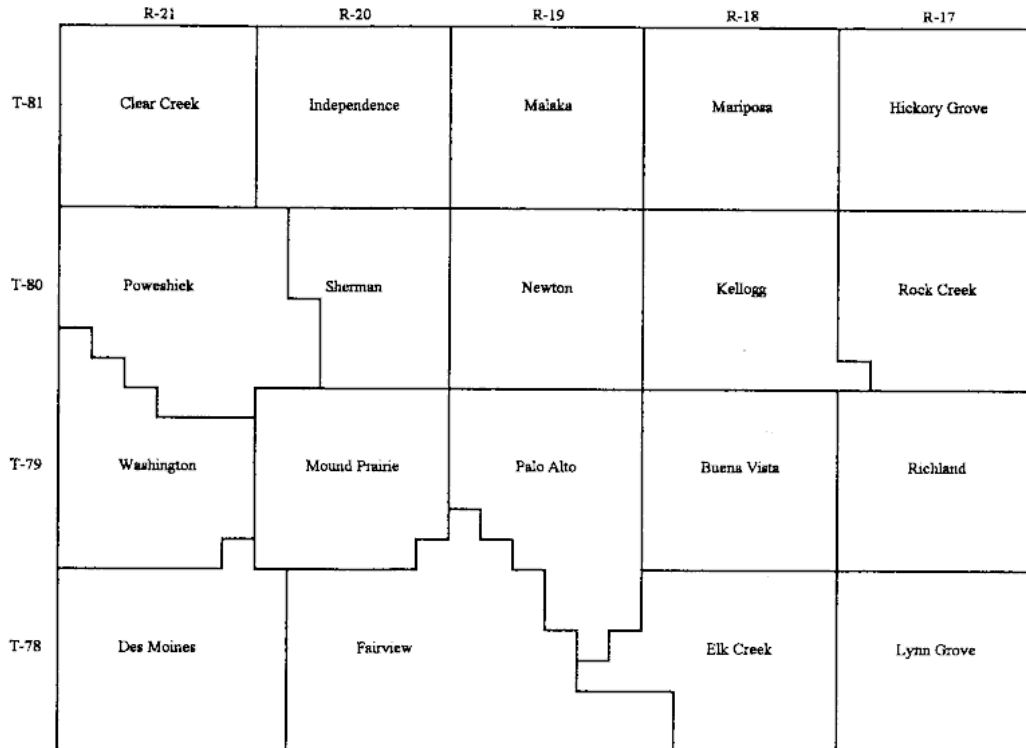 R-21 R-20 R-19 R-18 R-17
T-81 Clear Creek Independence Malaka Mariposa Hickory Grove
T-80 Poweshiek Sherman Newton Kellogg Rock Creek
T-79 Washington Mound Prairie Palo Alto Buena Vista Richland
T-78 Des Moines Fairview Elk Creek Lynn Grove